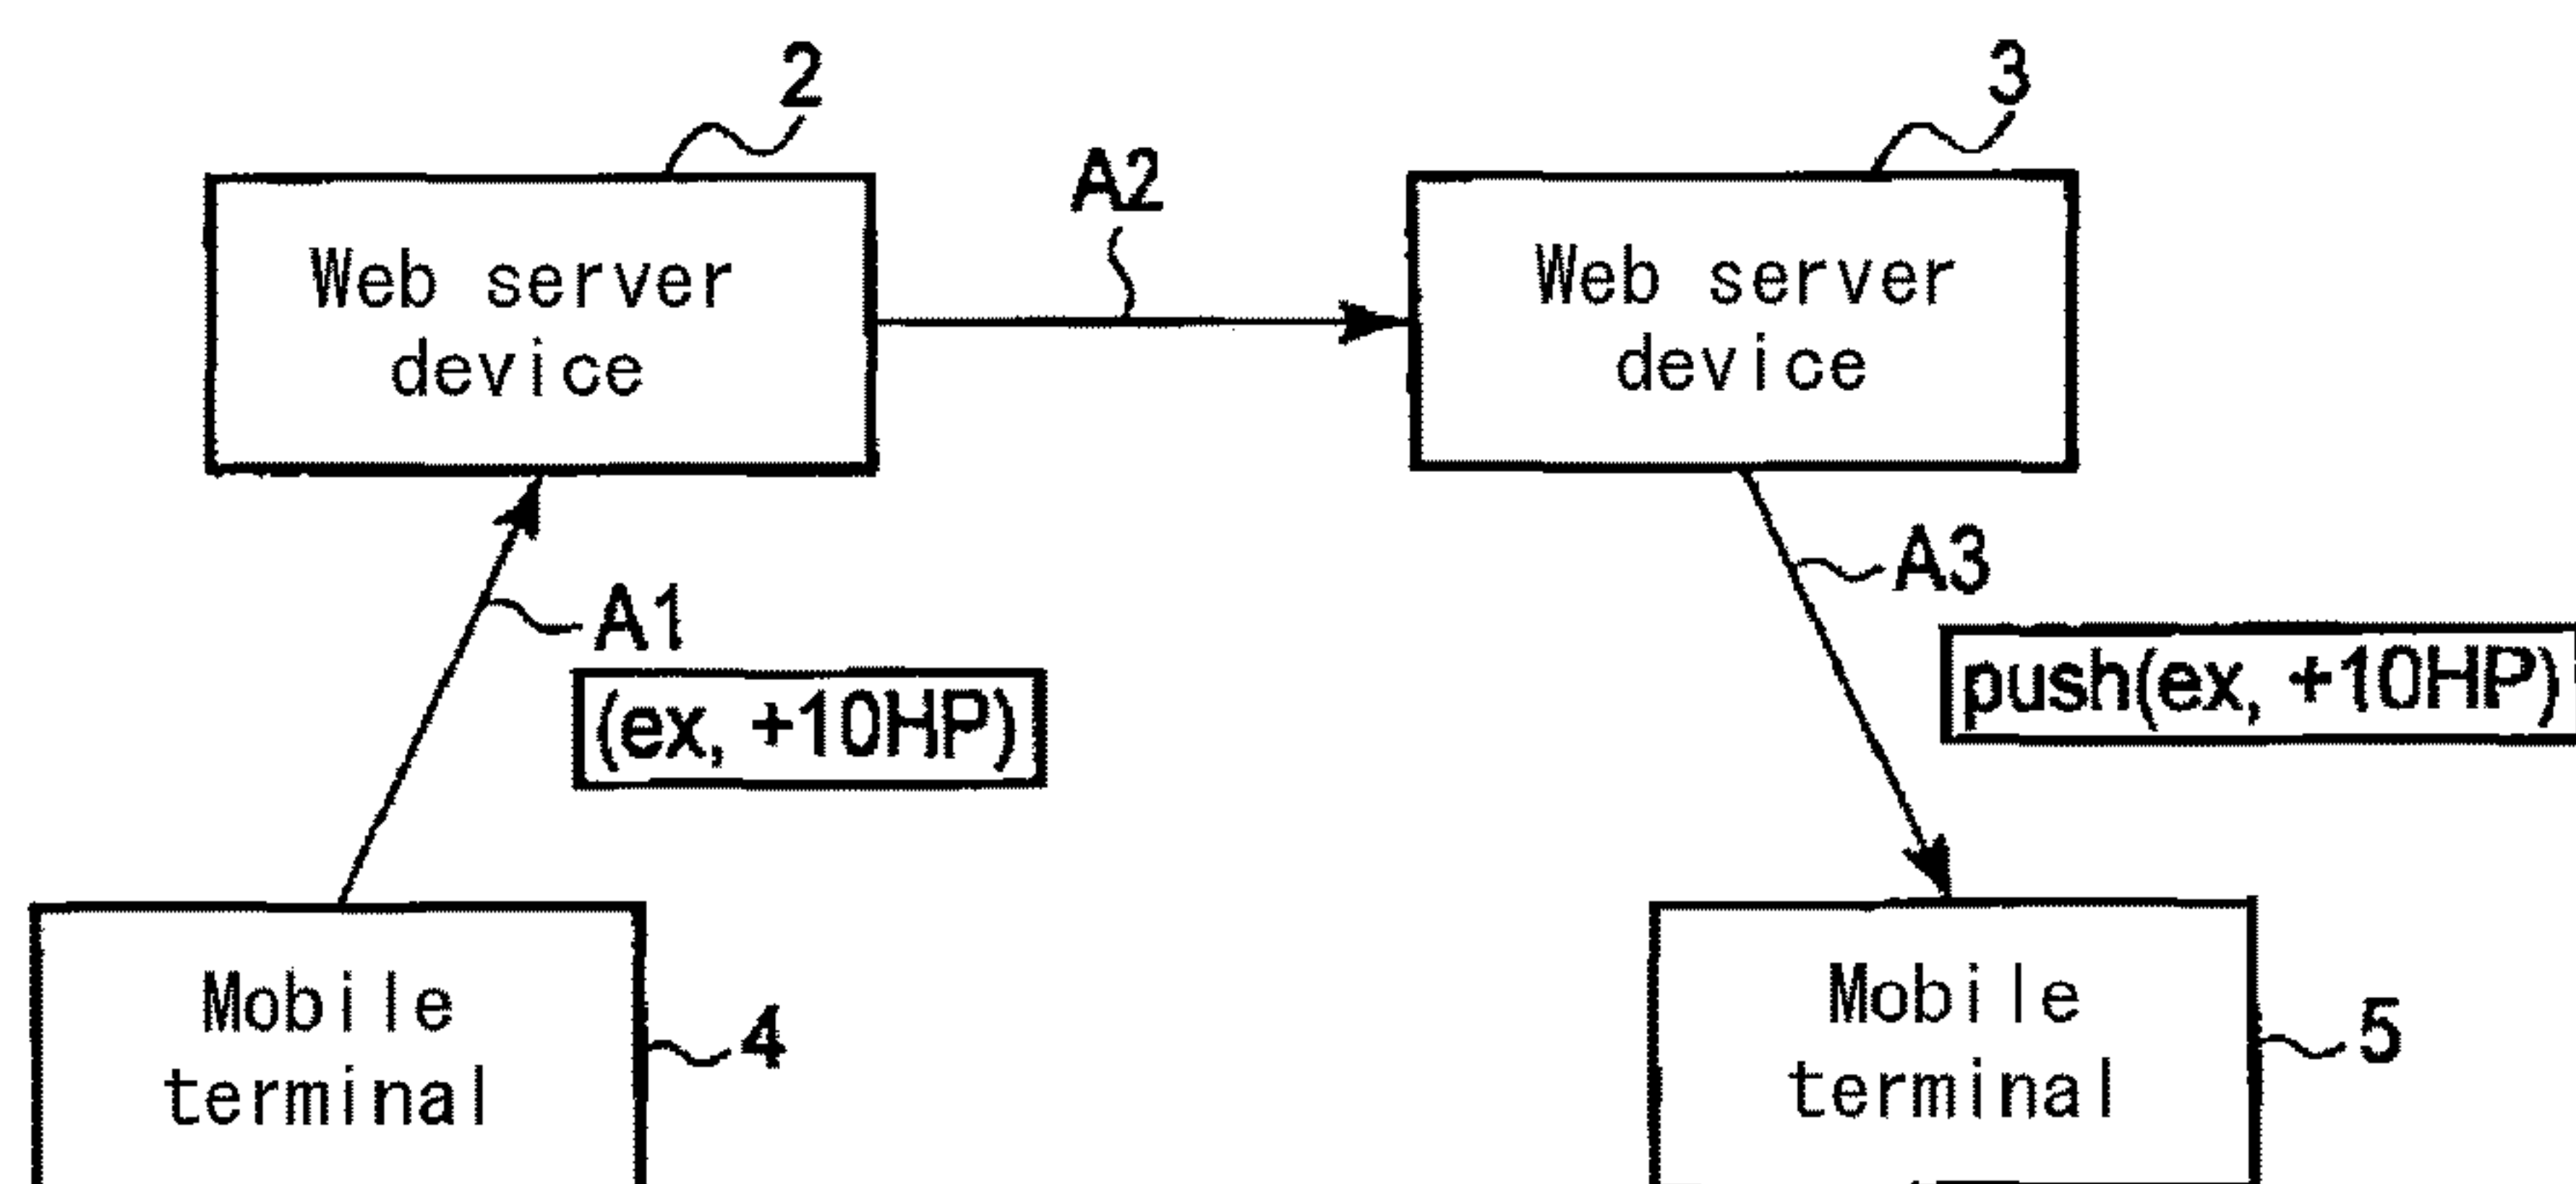 2
3
A2
Web server
device
Web server
device
A1
A3
(ex, +10HP)
push(ex, +10HP)
Mobile
terminal
4
Mobile
terminal
5